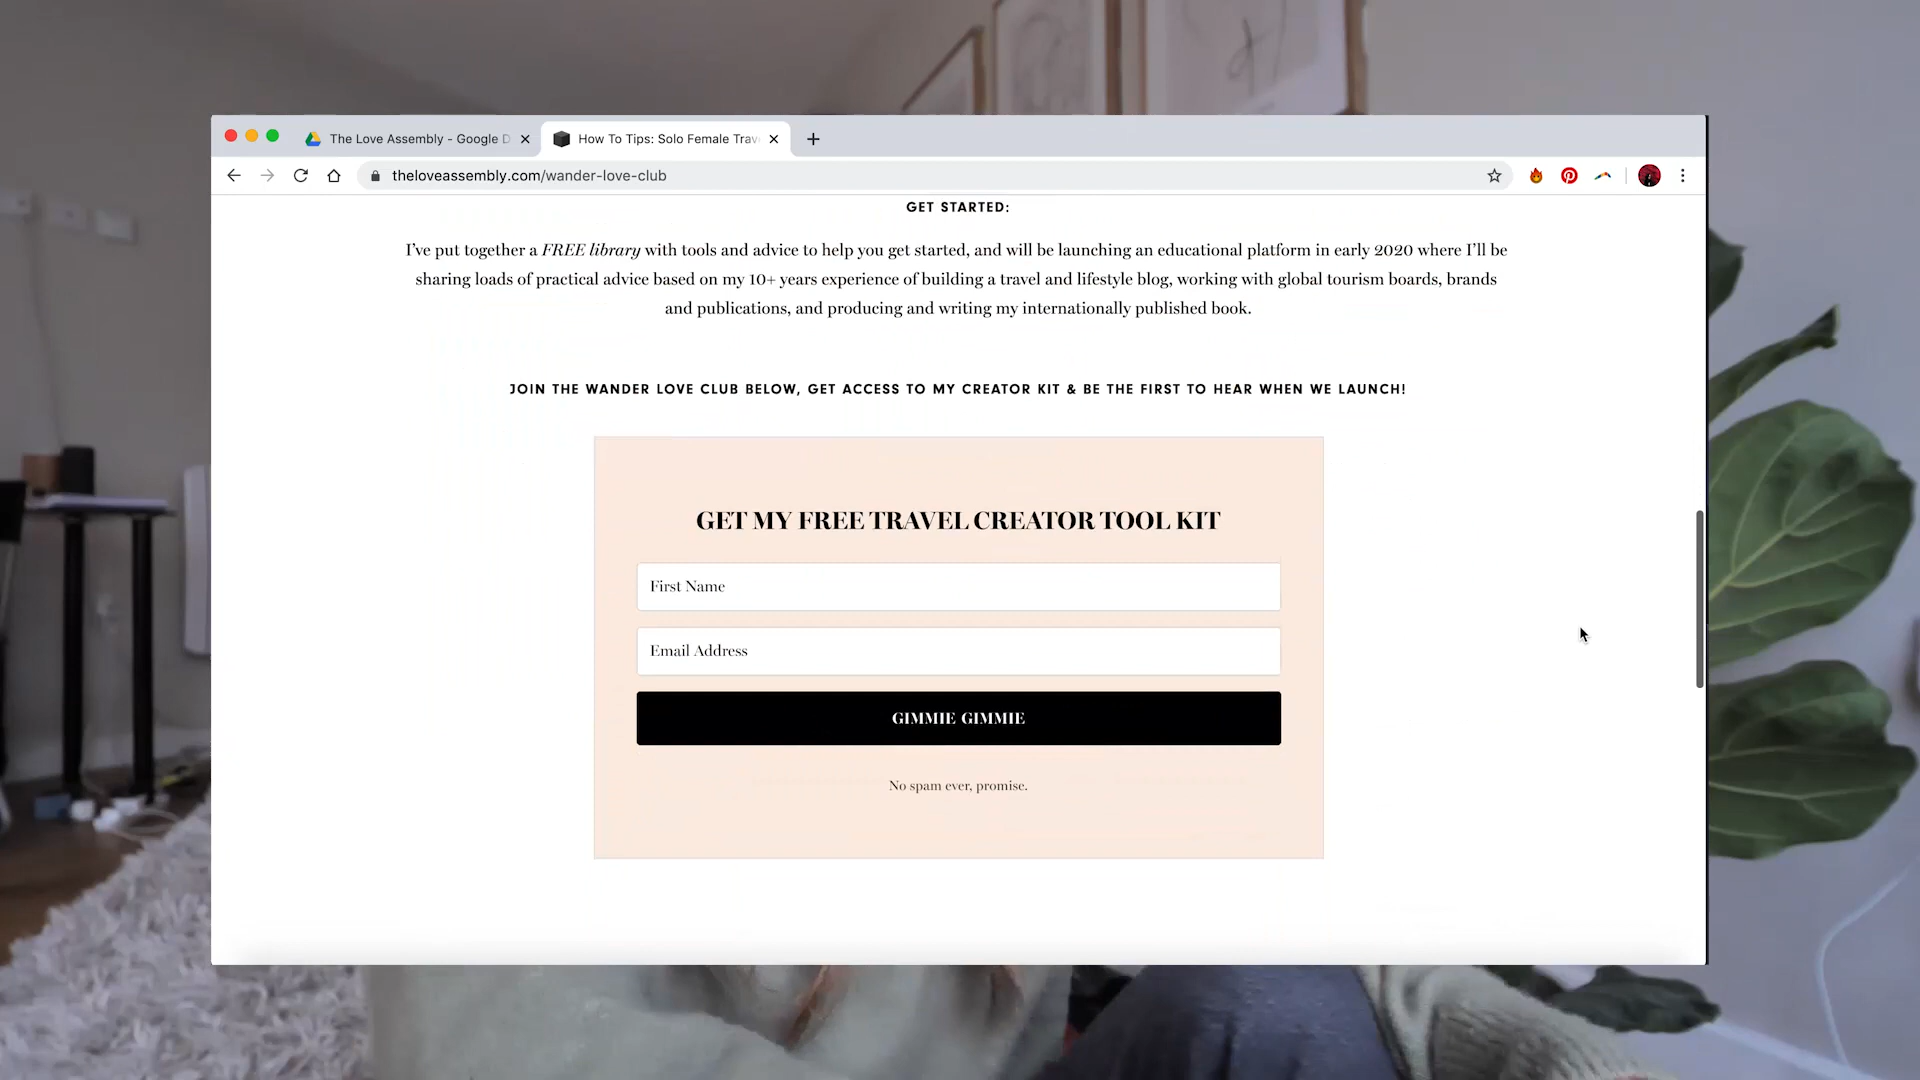 The Love Assembly - Google D
How To Tips: Solo Female Trav
theloveassembly.com/wander-love-club
GET STARTED:
I've put together a FREE library with tools and advice to help you get started, and will be launching an educational platform in early 2020 where I'll be
sharing loads of practical advice based on my 10+ years experience of building a travel and lifestyle blog, working with global tourism boards, brands
and publications, and producing and writing my internationally published book.
JOIN THE WANDER LOVE CLUB BELOW, GET ACCESS TO MY CREATOR KIT & BE THE FIRST TO HEAR WHEN WE LAUNCH!
GET MY FREE TRAVEL CREATOR TOOL KIT
First Name
Email Address
GIMMIE GIMMIE
No spam ever, promise.